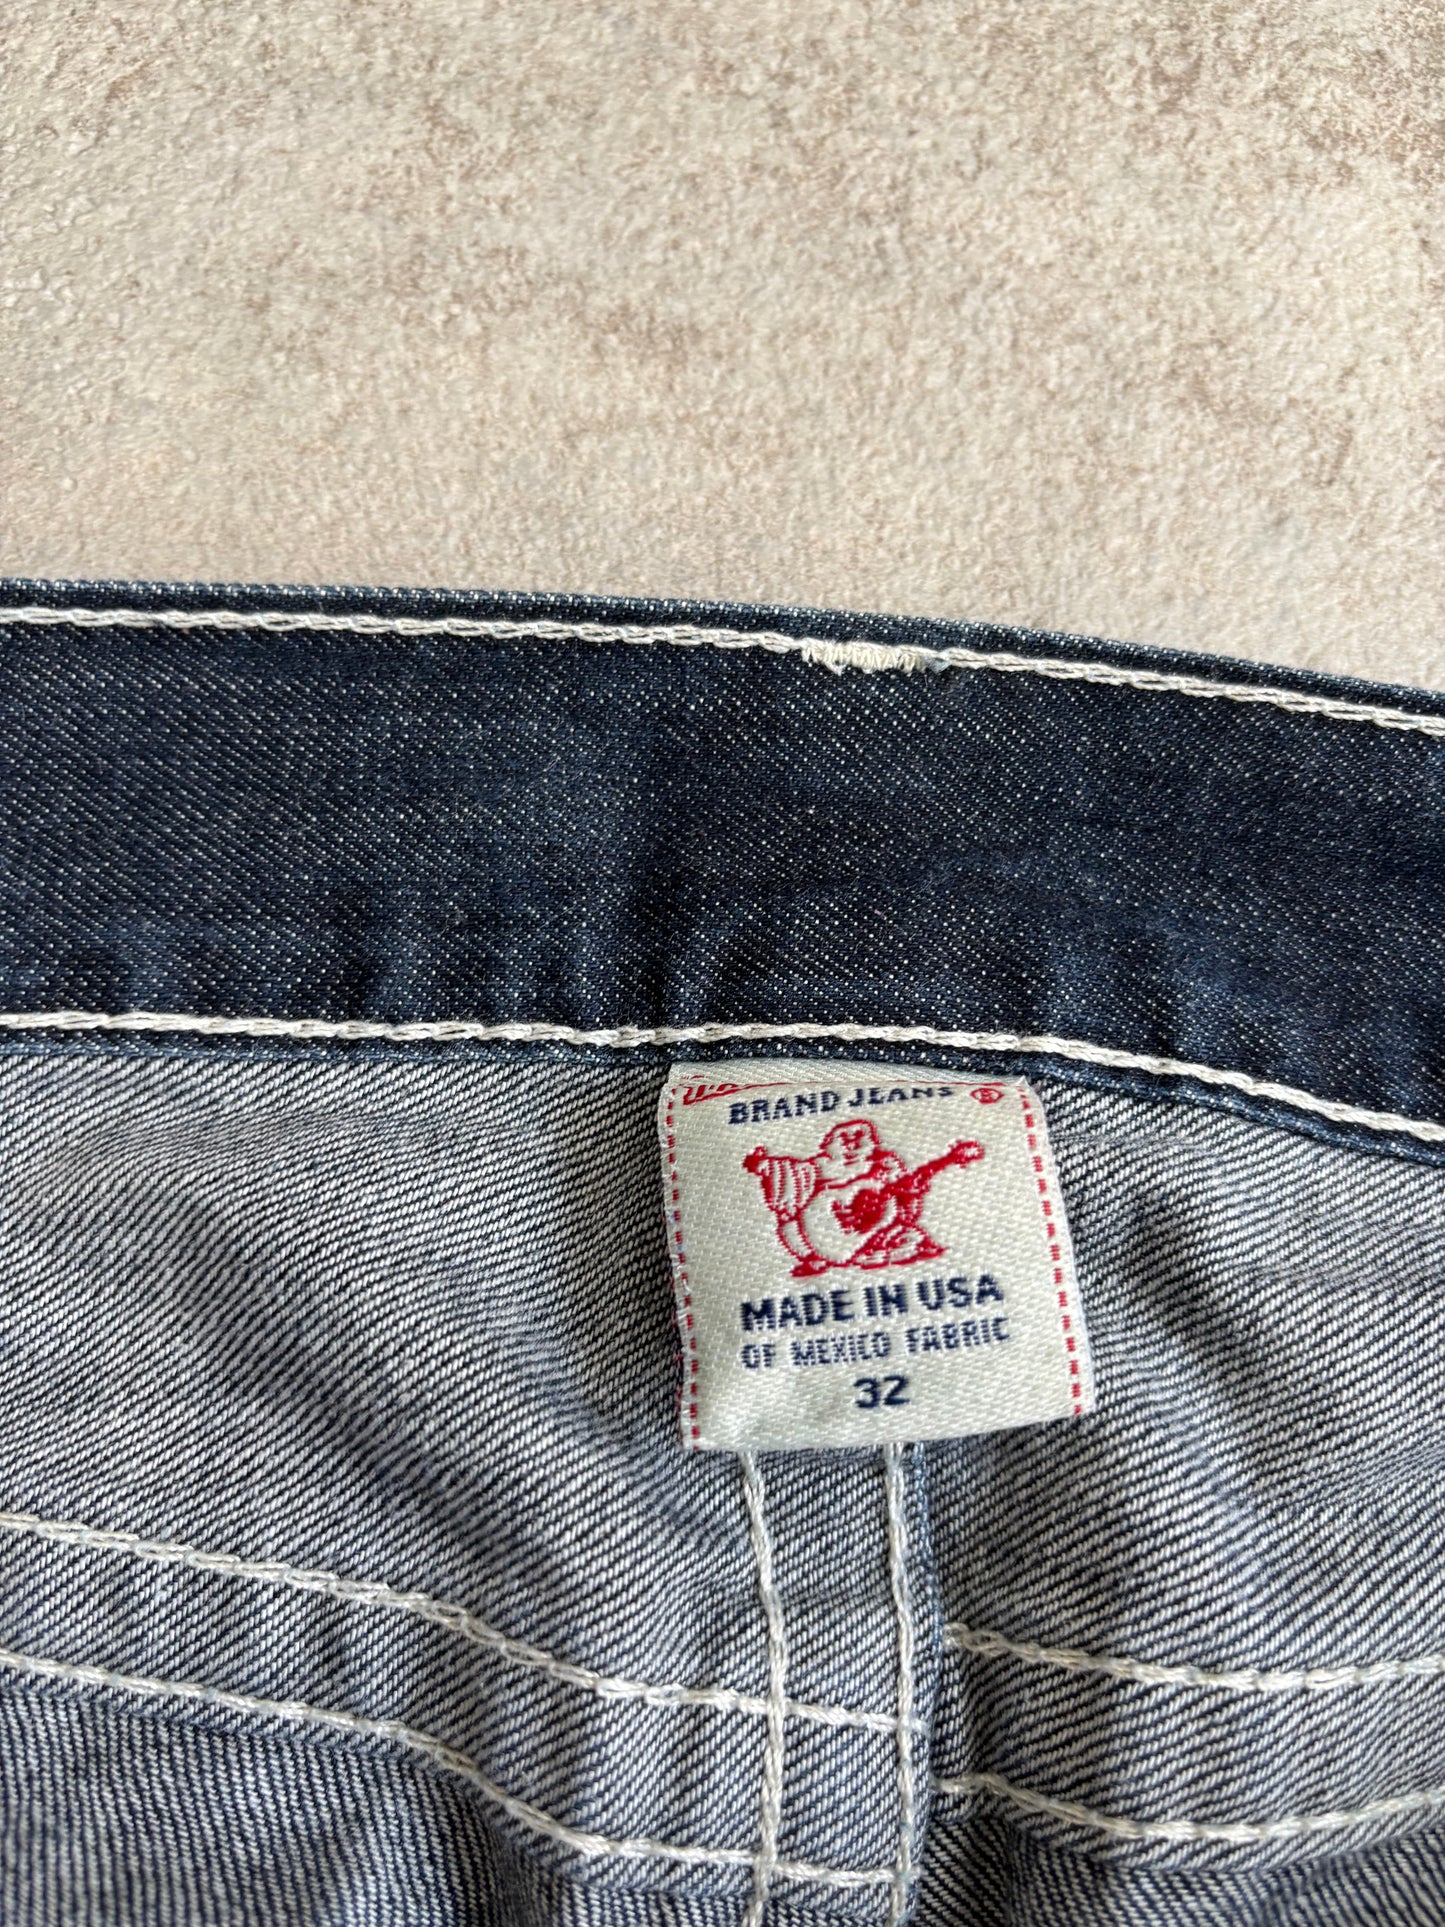 BRAND JEANS ®
MADE IN USA
OF MEXICO FABRIC
32